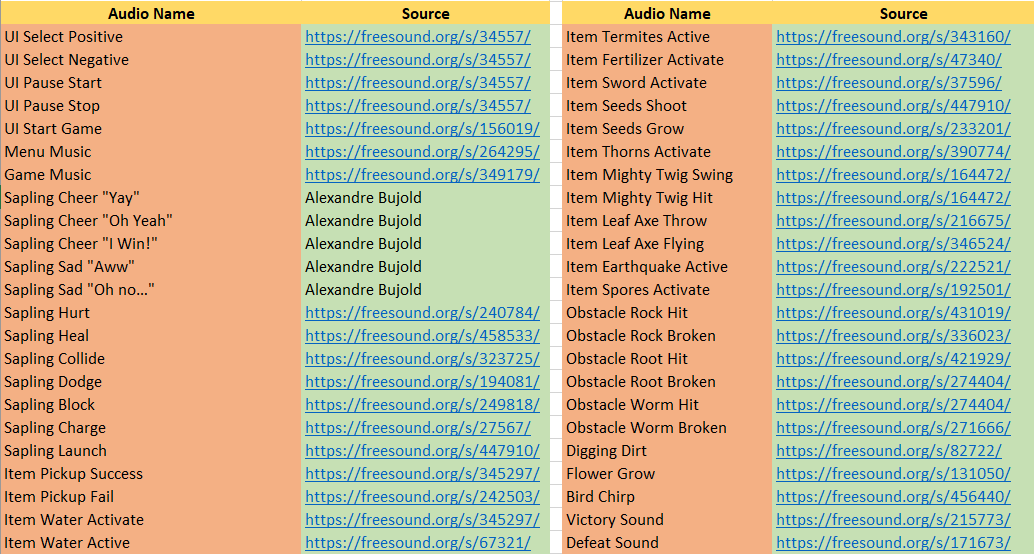 Audio Name Source Audio Name Source
UI Select Positive https://freesound.org/s/34557/ Item Termites Active https://freesound.org/s/343160/
UI Select Negative https://freesound.org/s/34557/ Item Fertilizer Activate https://freesound.org/s/47340/
UI Pause Start https://freesound.org/s/34557/ Item Sword Activate https://freesound.org/s/37596/
UI Pause Stop https://freesound.org/s/34557/ Item Seeds Shoot https://freesound.org/s/447910/
UI Start Game https://freesound.org/s/156019/ Item Seeds Grow https://freesound.org/s/233201/
Menu Music https://freesound.org/s/264295/ Item Thorns Activate https://freesound.org/s/390774/
Game Music https://freesound.org/s/349179/ Item Mighty Twig Swing https://freesound.org/s/164472/
Sapling Cheer "Yay" Alexandre Bujold Item Mighty Twig Hit https://freesound.org/s/164472/
Sapling Cheer "Oh Yeah" Alexandre Bujold Item Leaf Axe Throw https://freesound.org/s/216675/
Sapling Cheer "I Win!" Alexandre Bujold Item Leaf Axe Flying https://freesound.org/s/346524/
Sapling Sad "Aww" Alexandre Bujold Item Earthquake Active https://freesound.org/s/222521/
Sapling Sad "Oh no..." Alexandre Bujold Item Spores Activate https://freesound.org/s/192501/
Sapling Hurt https://freesound.org/s/240784/ Obstacle Rock Hit https://freesound.org/s/431019/
Sapling Heal https://freesound.org/s/458533/ Obstacle Rock Broken https://freesound.org/s/336023/
Sapling Collide https://freesound.org/s/323725/ Obstacle Root Hit https://freesound.org/s/421929/
Sapling Dodge https://freesound.org/s/194081/ Obstacle Root Broken https://freesound.org/s/274404/
Sapling Block https://freesound.org/s/249818/ Obstacle Worm Hit https://freesound.org/s/274404/
Sapling Charge https://freesound.org/s/27567/ Obstacle Worm Broken https://freesound.org/s/271666/
Sapling Launch https://freesound.org/s/447910/ Digging Dirt https://freesound.org/s/82722/
Item Pickup Success https://freesound.org/s/345297/ Flower Grow https://freesound.org/s/131050/
Item Pickup Fail https://freesound.org/s/242503/ Bird Chirp https://freesound.org/s/456440/
Item Water Activate https://freesound.org/s/345297/ Victory Sound https://freesound.org/s/215773/
Item Water Active https://freesound.org/s/67321/ Defeat Sound https://freesound.org/s/171673/